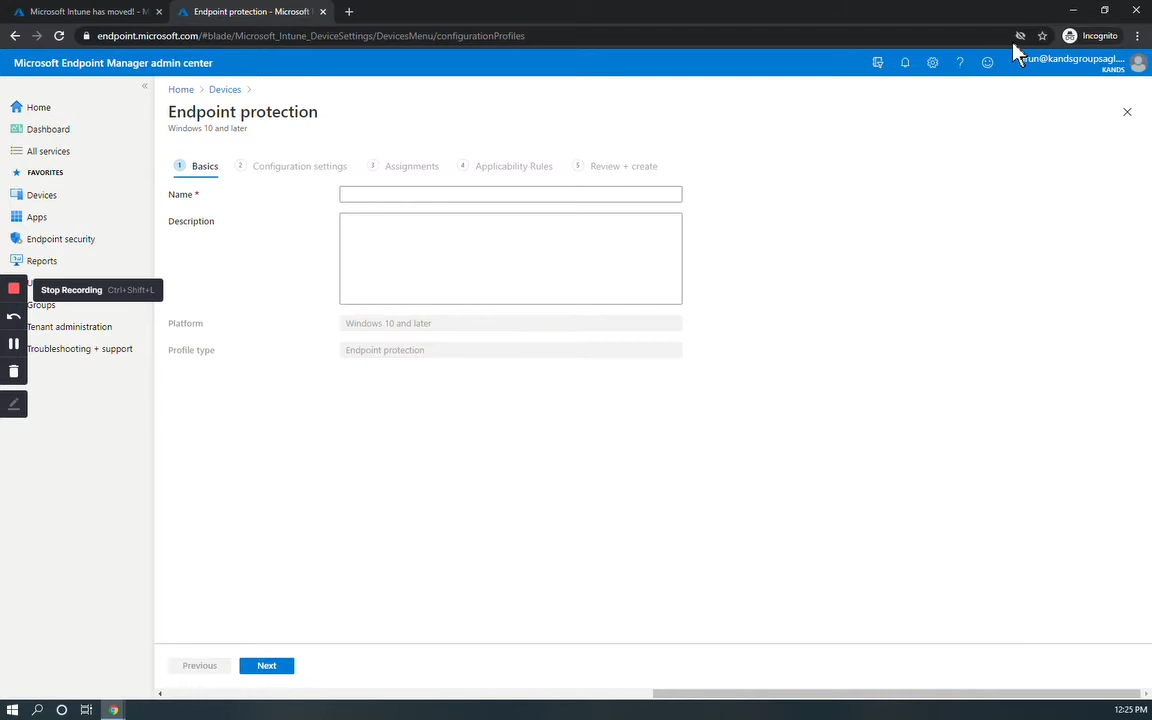 Microsoft Intune has moved! - M
Endpoint protection - Microsoft
endpoint.microsoft.com/#blade/Microsoft_Intune_DeviceSettings/DevicesMenu/configurationProfiles
Incognito
Microsoft Endpoint Manager admin center
run@kandsgroupsagl....
KANDS
Home
Dashboard
All services
FAVORITES
Devices
Apps
Endpoint security
Reports
Stop Recording Ctrl+Shift+L
Groups
Tenant administration
Troubleshooting + support
Home > Devices >
Endpoint protection
Windows 10 and later
1 Basics 2 Configuration settings 3 Assignments 4 Applicability Rules 5 Review + create
Name *
Description
Platform Windows 10 and later
Profile type Endpoint protection
Previous Next
12:25 PM